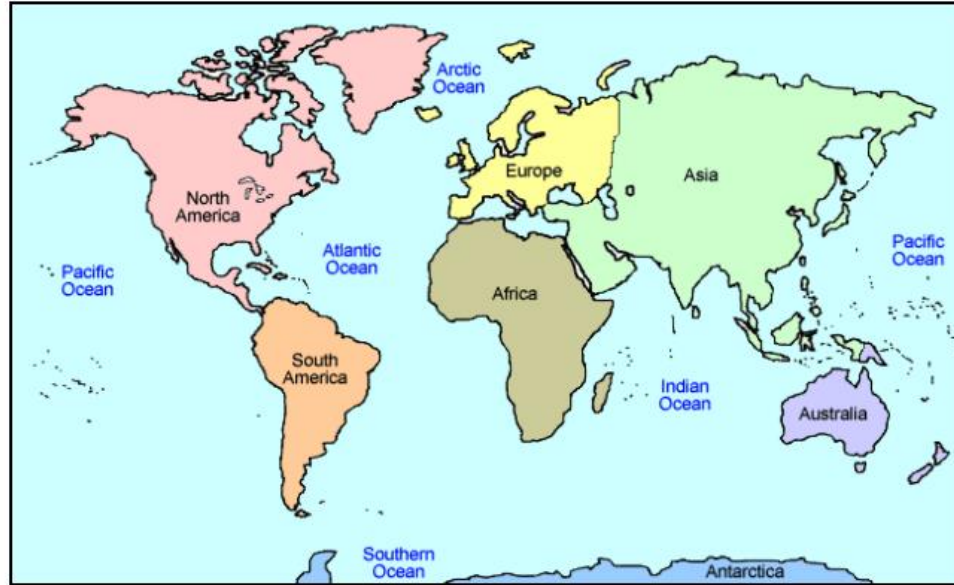 Arctic
Ocean
Europe
Asia
North
America
Atlantic
Ocean
Pacific
Ocean
Pacific
Ocean
Africa
South
America
Indian
Ocean
Australia
Southern
Ocean
Antarctica